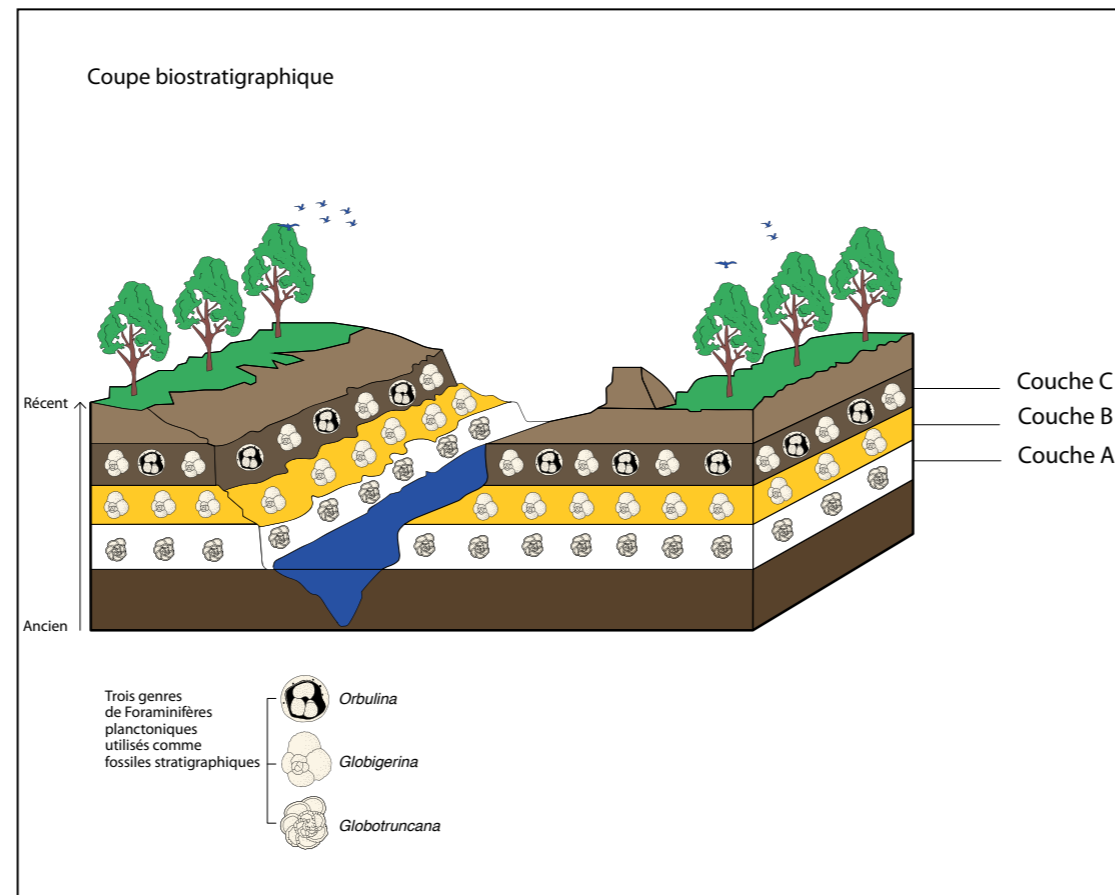 Coupe biostratigraphique
Récent
Ancien
Couche C
Couche B
Couche A
Trois genres
de Foraminifères
planctoniques
utilisés comme
fossiles stratigraphiques
Orbulina
Globigerina
Globotruncana